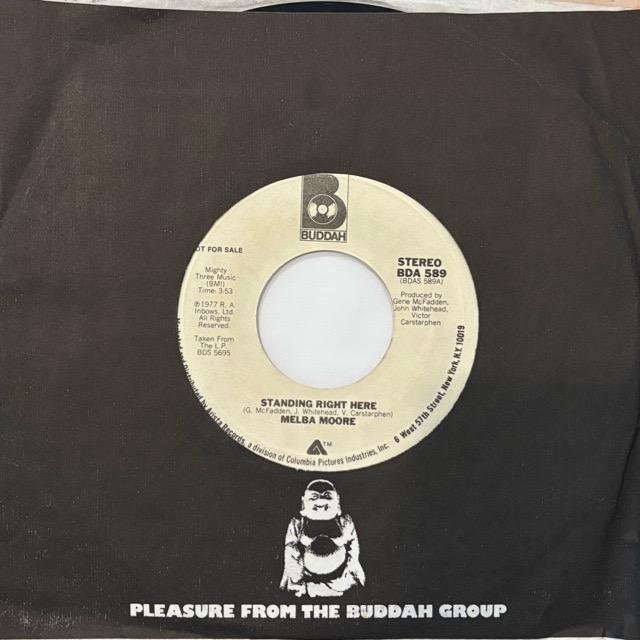 B
BUDDAH
OT FOR SALE
Mighty
Three Music
(BMI)
Time: 3:53
℗1977 R. A.
Inbows, Ltd.
All Rights
Reserved.
Taken From
The L.P.
BDS 5695
STEREO
BDA 589
(BDAS 589A)
Produced by
Gene McFadden,
John Whitehead,
Victor
Carstarphen
STANDING RIGHT HERE
(G. McFadden, J. Whitehead, V. Carstarphen)
MELBA MOORE
TM
Distributed by Arista Records, a division of Columbia Pictures Industries, Inc. 6 West 57th Street, New York, N.Y. 10019
PLEASURE FROM THE BUDDAH GROUP